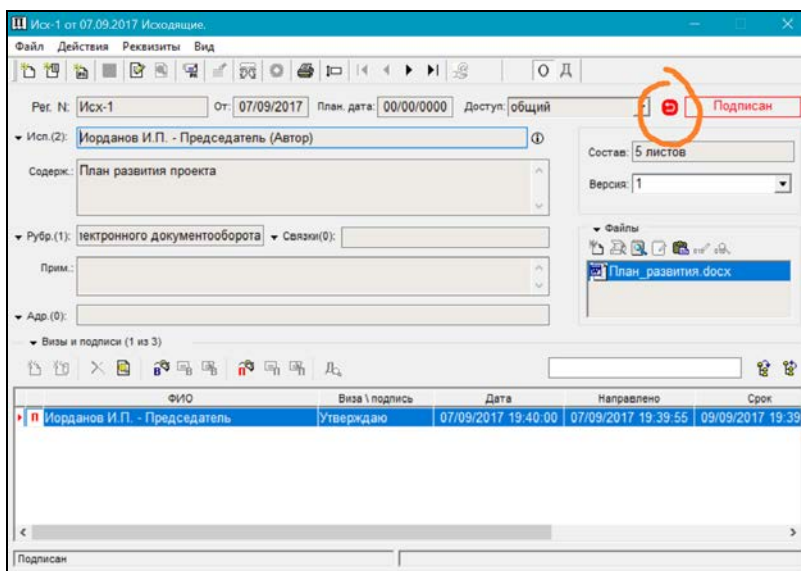 Исх-1 от 07.09.2017 Исходящие.
Файл Действия Реквизиты Вид
О Д
Рег. N: Исх-1 От: 07/09/2017 План. дата: 00/00/0000 Доступ: общий Подписан
Исп.(2): Иорданов И.П. - Председатель (Автор)
Состав: 5 листов
Содерж.: План развития проекта
Версия: 1
Рубр.(1): лектронного документооборота Связки(0):
Файлы
Прим.:
План_развития.docx
Адр.(0):
Визы и подписи (1 из 3)
ФИО Виза \ подпись Дата Направлено Срок
П Иорданов И.П. - Председатель Утверждаю 07/09/2017 19:40:00 07/09/2017 19:39:55 09/09/2017 19:39
Подписан